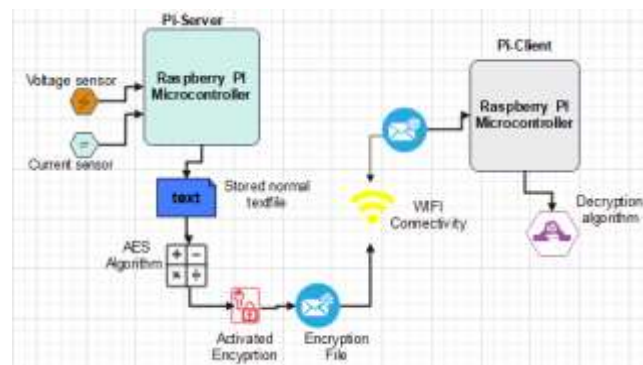 Pi-Server
Pi-Client
Voltage sensor
Raspberry Pi
Microcontroller
Raspberry Pi
Microcontroller
Current sensor
text
Stored normal
textfile
WIFI
Connectivity
Decryption
algorithm
AES
Algorithm
Activated
Encyprtion
Encryption
File